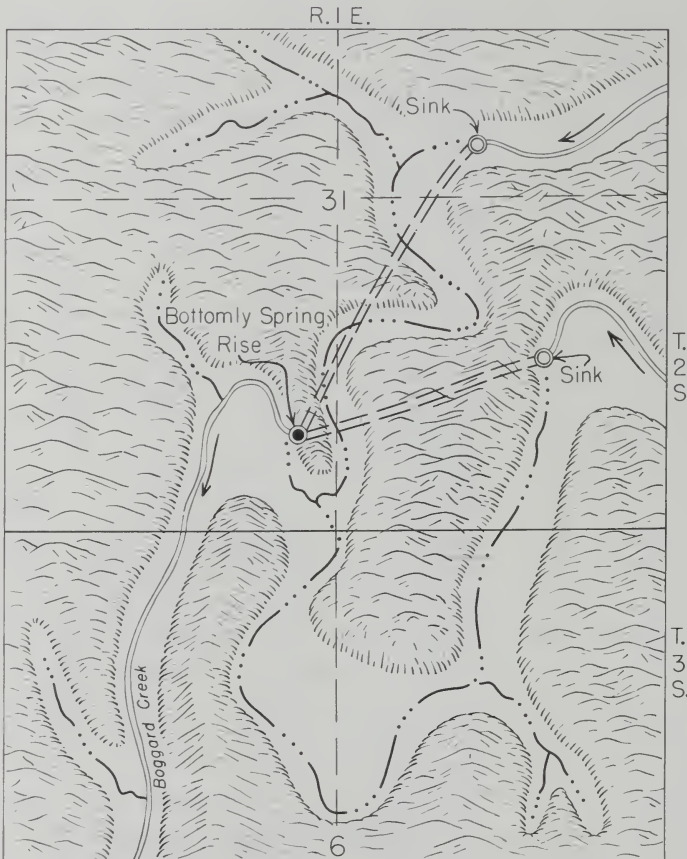 R. 1 E.
Sink
31
Bottomly Spring
Rise
T.
2
S.
Sink
T.
3
S.
Boggard Creek
6